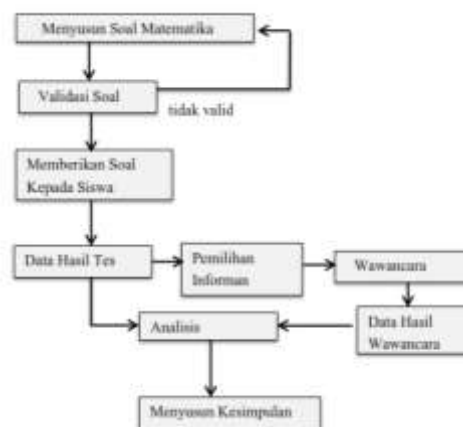 Menyusun Soal Matematika
Validasi Soal
tidak valid
Memberikan Soal
Kepada Siswa
Data Hasil Tes
Pemilihan
Informan
Wawancara
Analisis
Data Hasil
Wawancara
Menyusun Kesimpulan